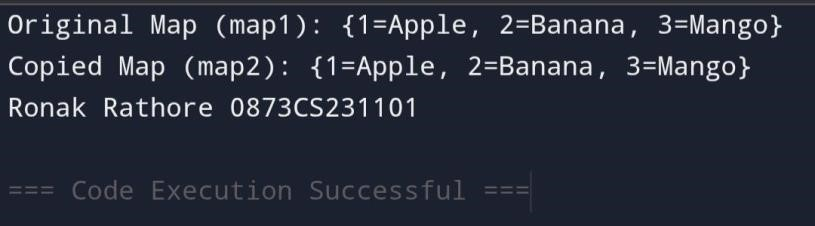 Original Map (map1): {1=Apple, 2=Banana, 3=Mango}
Copied Map (map2): {1=Apple, 2=Banana, 3=Mango}
Ronak Rathore 0873CS231101
=== Code Execution Successful ===